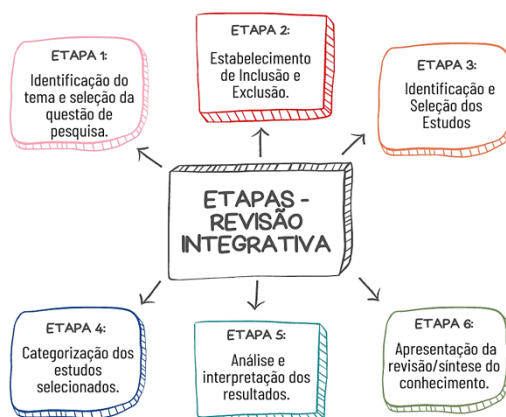 ETAPA 1:
Identificação do
tema e seleção da
questão de
pesquisa.
ETAPA 2:
Estabelecimento
de Inclusão e
Exclusão.
ETAPA 3:
Identificação e
Seleção dos
Estudos
ETAPAS -
REVISÃO
INTEGRATIVA
ETAPA 4:
Categorização dos
estudos
selecionados.
ETAPA 5:
Análise e
interpretação dos
resultados.
ETAPA 6:
Apresentação da
revisão/síntese do
conhecimento.